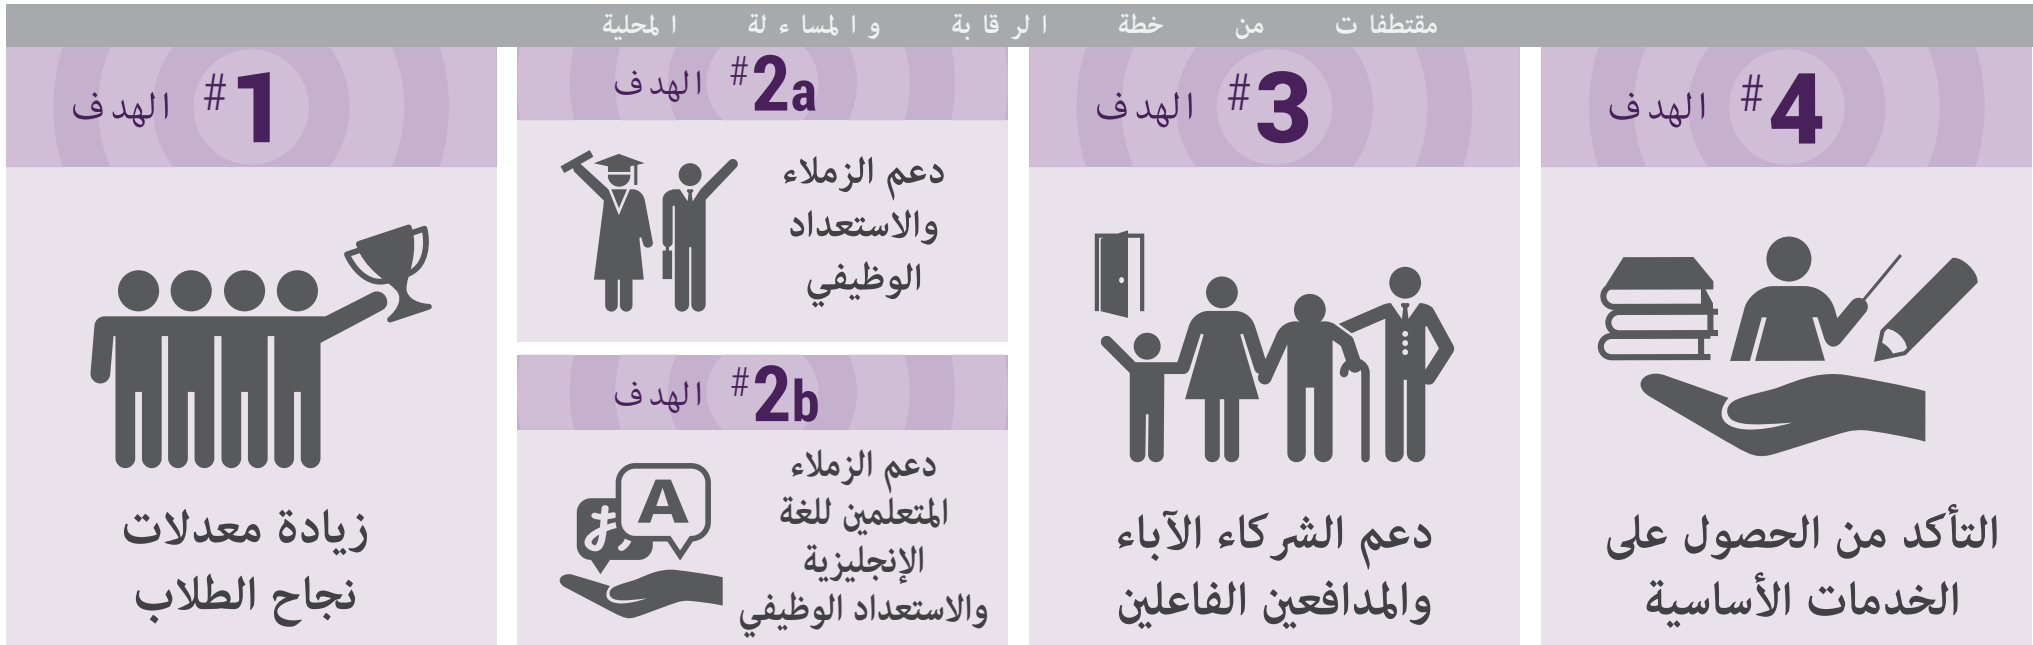 مقتطفات من خطة الرقابة والمساءلة المحلية
الهدف #1
زيادة معدلات
نجاح الطلاب
الهدف #2a
دعم الزملاء
والاستعداد
الوظيفي
الهدف #2b
A
دعم الزملاء
المتعلمين للغة
الإنجليزية
والاستعداد الوظيفي
الهدف #3
دعم الشركاء الآباء
والمدافعين الفاعلين
الهدف #4
التأكد من الحصول على
الخدمات الأساسية